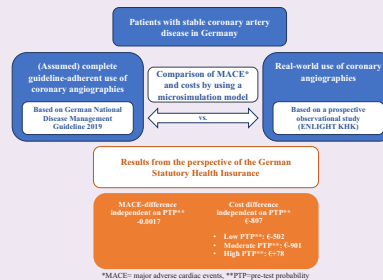 Patients with stable coronary artery
disease in Germany
(Assumed) complete
guideline-adherent use of
coronary angiographies
Based on German National
Disease Management
Guideline 2019
Comparison of MACE*
and costs by using a
microsimulation model
vs.
Real-world use of coronary
angiographies
Based on a prospective
observational study
(ENLIGHT KHK)
Results from the perspective of the German
Statutory Health Insurance
MACE-difference
independent on PTP**
-0.0017
Cost difference
independent on PTP**
€-807
• Low PTP**: €-502
• Moderate PTP**: €-901
• High PTP**: €+78
*MACE= major adverse cardiac events, **PTP=pre-test probability